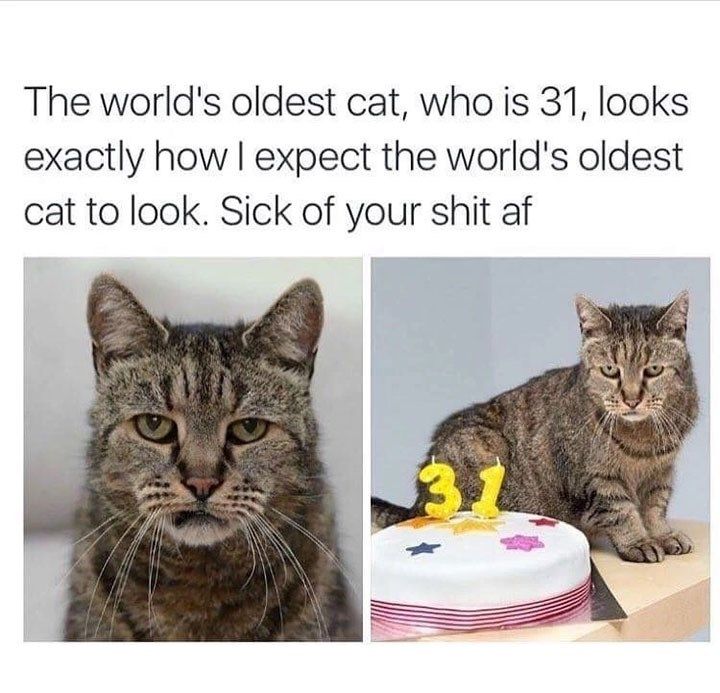 The world's oldest cat, who is 31, looks
exactly how I expect the world's oldest
cat to look. Sick of your shit af
31